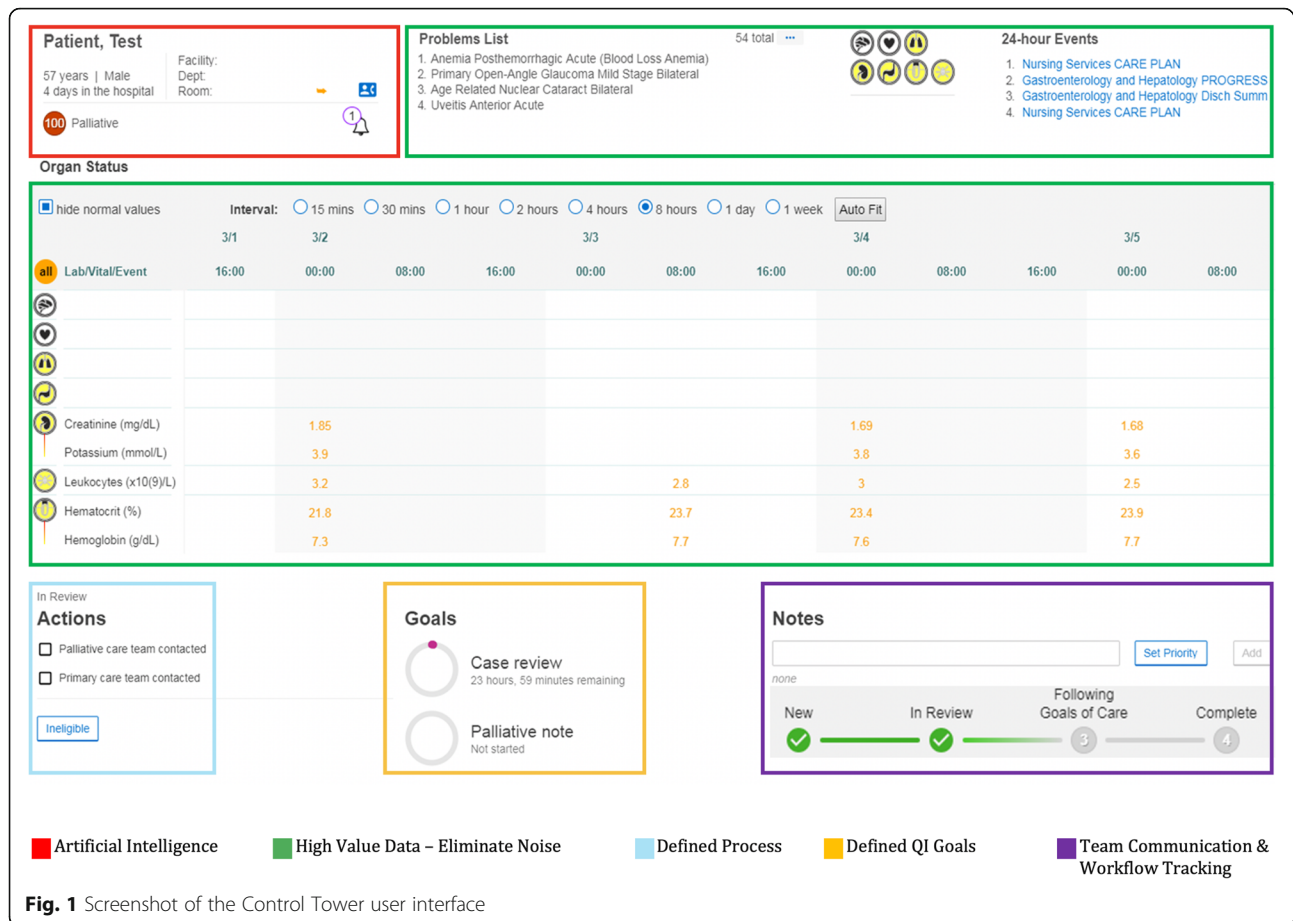 Patient, Test
57 years | Male
4 days in the hospital
Facility:
Dept:
Room:
100 Palliative
1
Problems List
54 total ...
1. Anemia Posthemorrhagic Acute (Blood Loss Anemia)
2. Primary Open-Angle Glaucoma Mild Stage Bilateral
3. Age Related Nuclear Cataract Bilateral
4. Uveitis Anterior Acute
24-hour Events
1. Nursing Services CARE PLAN
2. Gastroenterology and Hepatology PROGRESS
3. Gastroenterology and Hepatology Disch Summ
4. Nursing Services CARE PLAN
Organ Status
hide normal values Interval: 15 mins 30 mins 1 hour 2 hours 4 hours 8 hours 1 day 1 week Auto Fit
3/1 3/2 3/3 3/4 3/5
all Lab/Vital/Event 16:00 00:00 08:00 16:00 00:00 08:00 16:00 00:00 08:00 16:00 00:00 08:00
Creatinine (mg/dL) 1.85 1.69 1.68
Potassium (mmol/L) 3.9 3.8 3.6
Leukocytes (x10(9)/L) 3.2 2.8 3 2.5
Hematocrit (%) 21.8 23.7 23.4 23.9
Hemoglobin (g/dL) 7.3 7.7 7.6 7.7
In Review
Actions
Palliative care team contacted
Primary care team contacted
Ineligible
Goals
Case review
23 hours, 59 minutes remaining
Palliative note
Not started
Notes
Set Priority Add
none
New In Review Following Goals of Care Complete
3 4
Artificial Intelligence
High Value Data – Eliminate Noise
Defined Process
Defined QI Goals
Team Communication &
Workflow Tracking
Fig. 1 Screenshot of the Control Tower user interface